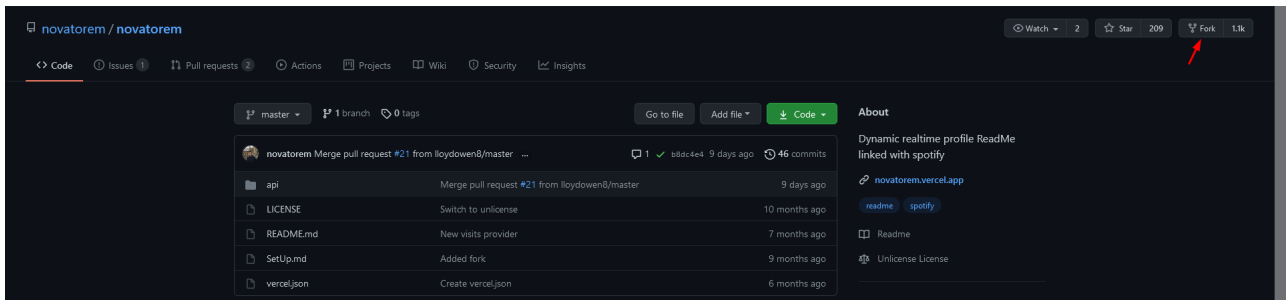 novatorem / novatorem
Watch 2 Star 209 Fork 1.1k
Code Issues 1 Pull requests 2 Actions Projects Wiki Security Insights
master 1 branch 0 tags Go to file Add file Code
novatorem Merge pull request #21 from lloydowen8/master ... 1 b8dc4e4 9 days ago 46 commits
api Merge pull request #21 from lloydowen8/master 9 days ago
LICENSE Switch to unlicense 10 months ago
README.md New visits provider 7 months ago
SetUp.md Added fork 9 months ago
vercel.json Create vercel.json 6 months ago
About
Dynamic realtime profile ReadMe
linked with spotify
novatorem.vercel.app
readme spotify
Readme
Unlicense License